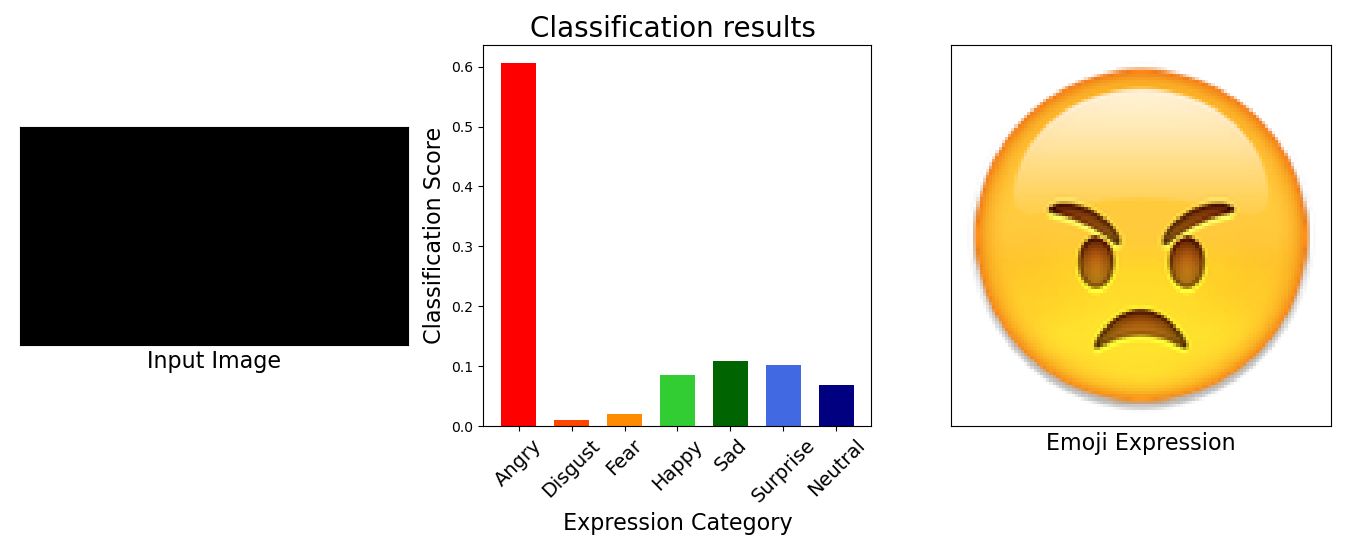 Classification results
Input Image
Classification Score
0.6
0.5
0.4
0.3
0.2
0.1
0.0
Angry
Disgust
Fear
Happy
Sad
Surprise
Neutral
Expression Category
Emoji Expression